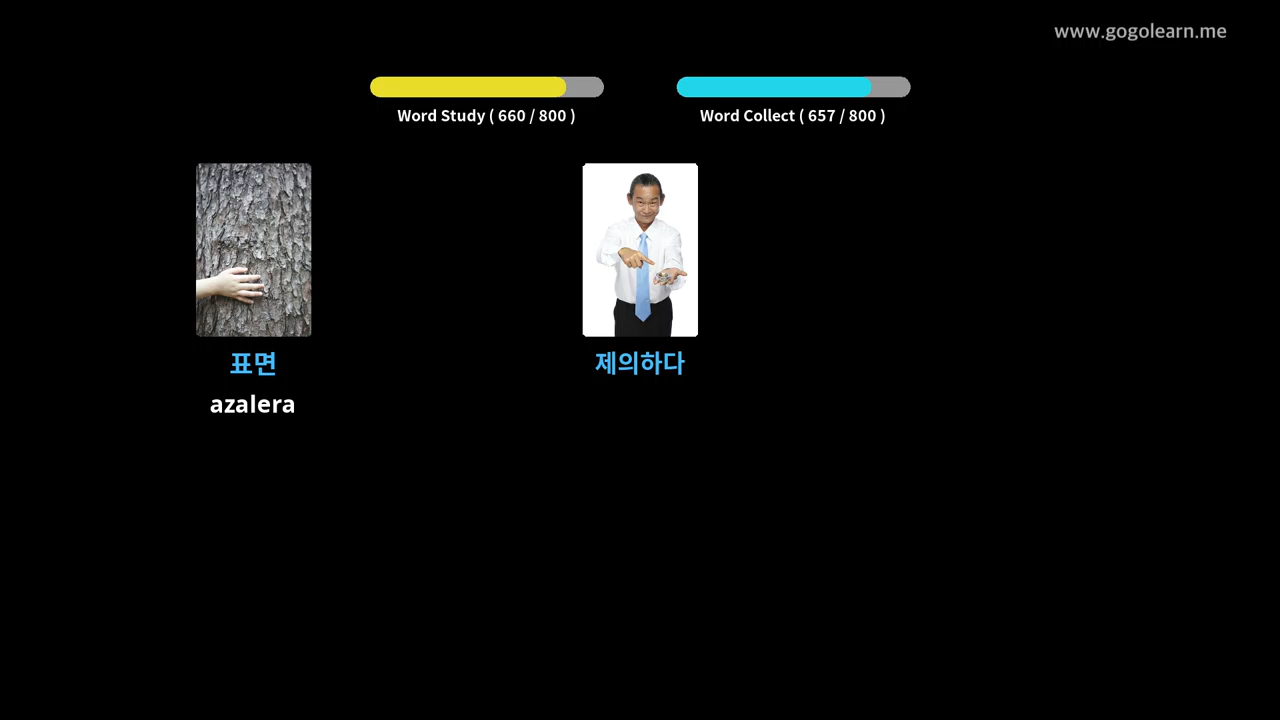 www.gogolearn.me
Word Study ( 660 / 800 )
Word Collect ( 657 / 800 )
표면
azalera
제의하다